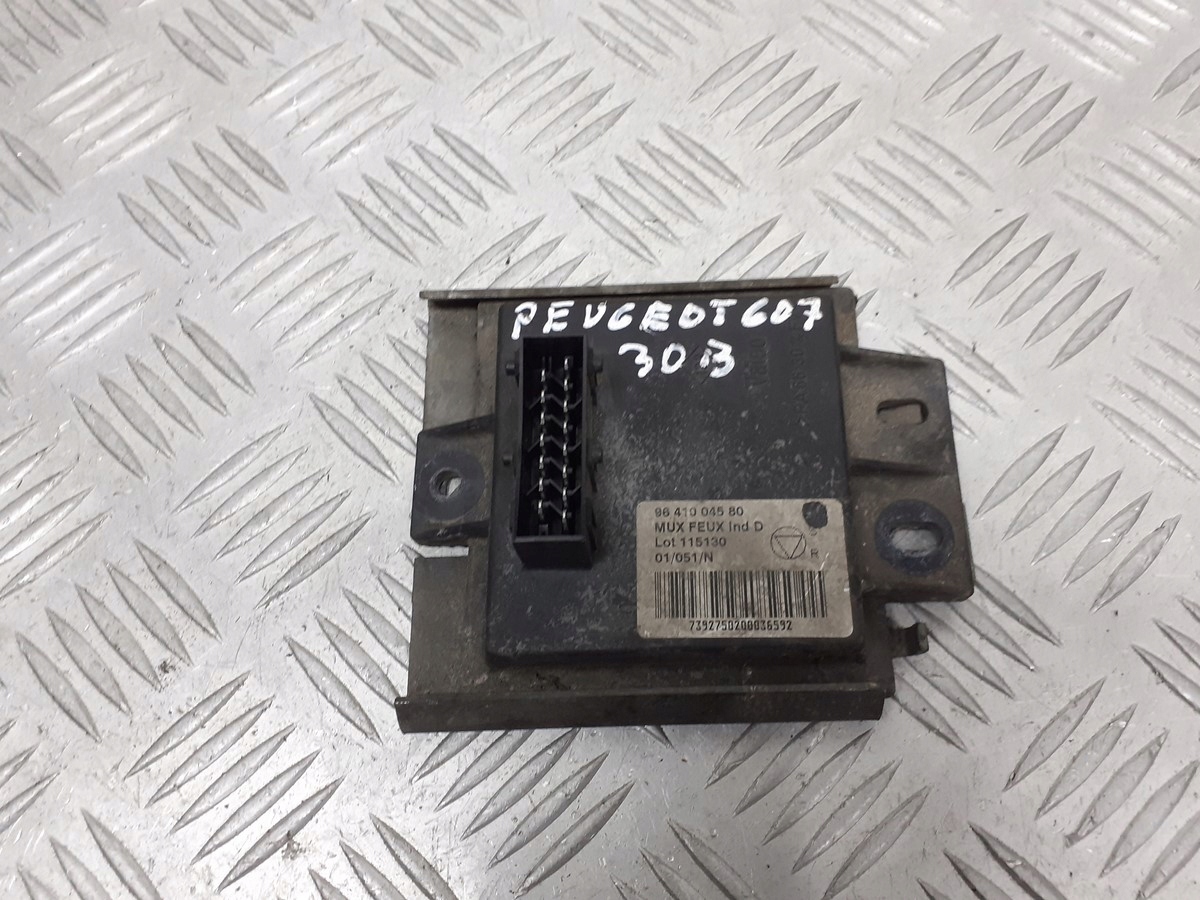 PEUGEOT 607
30B
96 410 045 80
MUX FEUX Ind D
Lot 115130
01/051/N
R
7392750200036592